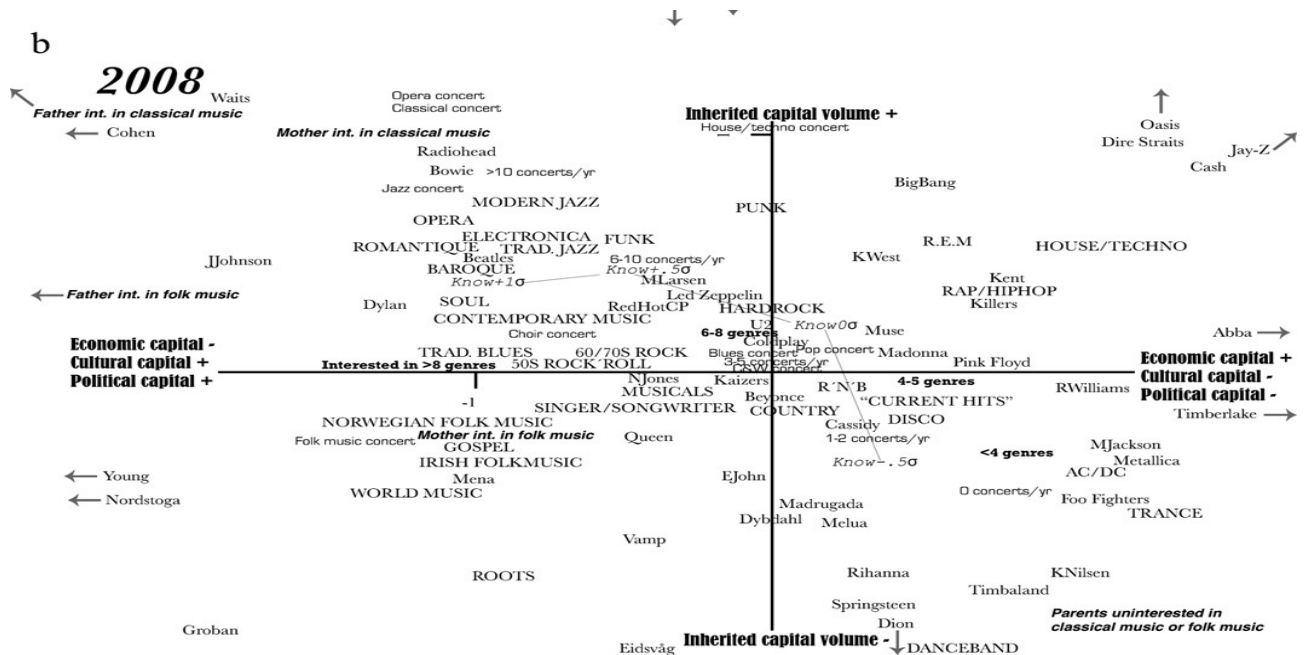 b
2008
Waits
Opera concert
Classical concert
Father int. in classical music
Inherited capital volume +
Cohen
Mother int. in classical music
House/techno concert
Oasis
Dire Straits
Jay-Z
Radiohead
Cash
Bowie >10 concerts/yr
BigBang
Jazz concert
MODERN JAZZ
PUNK
OPERA
ELECTRONICA
FUNK
R.E.M
HOUSE/TECHNO
ROMANTIQUE
TRAD. JAZZ
Beatles
6-10 concerts/yr
KWest
JJohnson
BAROQUE
Know+.5σ
Know+1σ
MLarsen
Kent
Father int. in folk music
Led Zeppelin
RAP/HIPHOP
Dylan
SOUL
RedHotCP
HARDROCK
Killers
CONTEMPORARY MUSIC
U2
Know0σ
Choir concert
6-8 genres
Muse
Abba
Coldplay
Economic capital -
Cultural capital +
Political capital +
TRAD. BLUES
60/70S ROCK
Blues concert
Pop concert
Madonna
Interested in >8 genres
50S ROCK´ROLL
3-5 concerts/yr
Pink Floyd
C&W concert
Economic capital +
Cultural capital -
Political capital -
-1
NJones
Kaizers
R´N´B
4-5 genres
RWilliams
MUSICALS
Beyonce
"CURRENT HITS"
SINGER/SONGWRITER
COUNTRY
Timberlake
NORWEGIAN FOLK MUSIC
Cassidy
DISCO
Folk music concert
Mother int. in folk music
Queen
1-2 concerts/yr
MJackson
GOSPEL
<4 genres
IRISH FOLKMUSIC
Know-.5σ
Metallica
AC/DC
Young
Mena
EJohn
WORLD MUSIC
0 concerts/yr
Nordstoga
Foo Fighters
Madrugada
TRANCE
Dybdahl
Melua
Vamp
ROOTS
Rihanna
KNilsen
Timbaland
Springsteen
Parents uninterested in
classical music or folk music
Groban
Dion
Inherited capital volume -
Eidsvåg
DANCEBAND